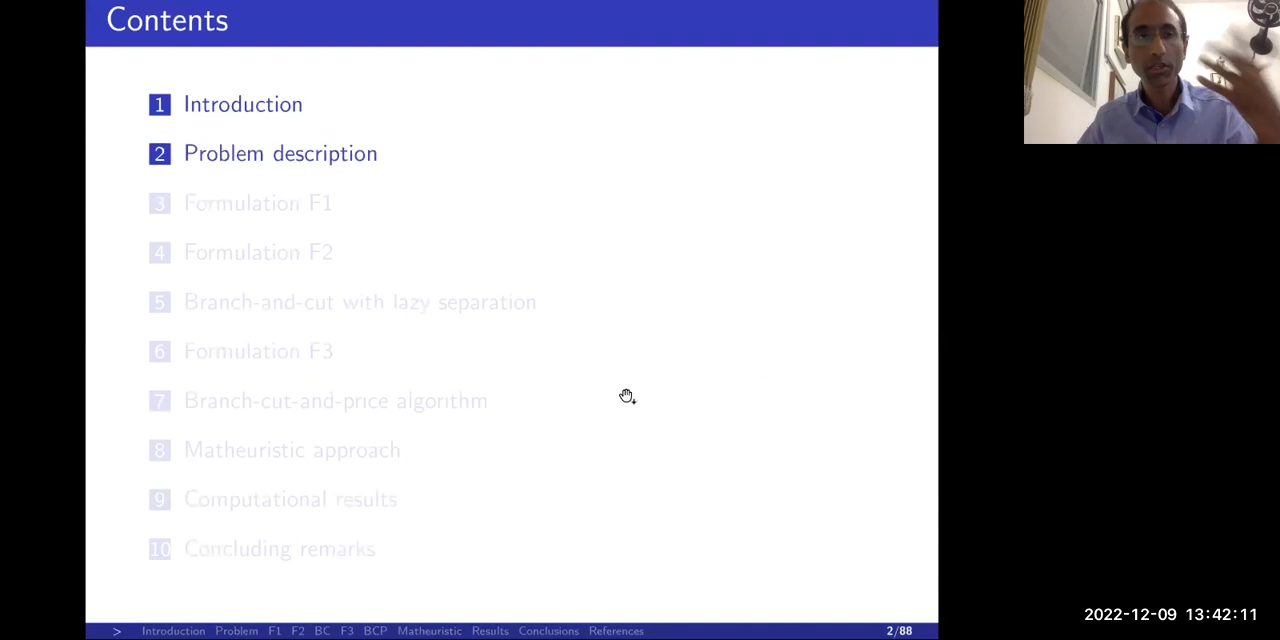 Contents
1 Introduction
2 Problem description
3 Formulation F1
4 Formulation F2
5 Branch-and-cut with lazy separation
6 Formulation F3
7 Branch-cut-and-price algorithm
8 Matheuristic approach
9 Computational results
10 Concluding remarks
> Introduction Problem F1 F2 BC F3 BCP Matheuristic Results Conclusions References 2/88
2022-12-09 13:42:11